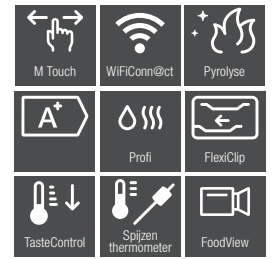 M Touch
WiFiConn@ct
Pyrolyse
A+
Profi
FlexiClip
TasteControl
Spijzen
thermometer
FoodView